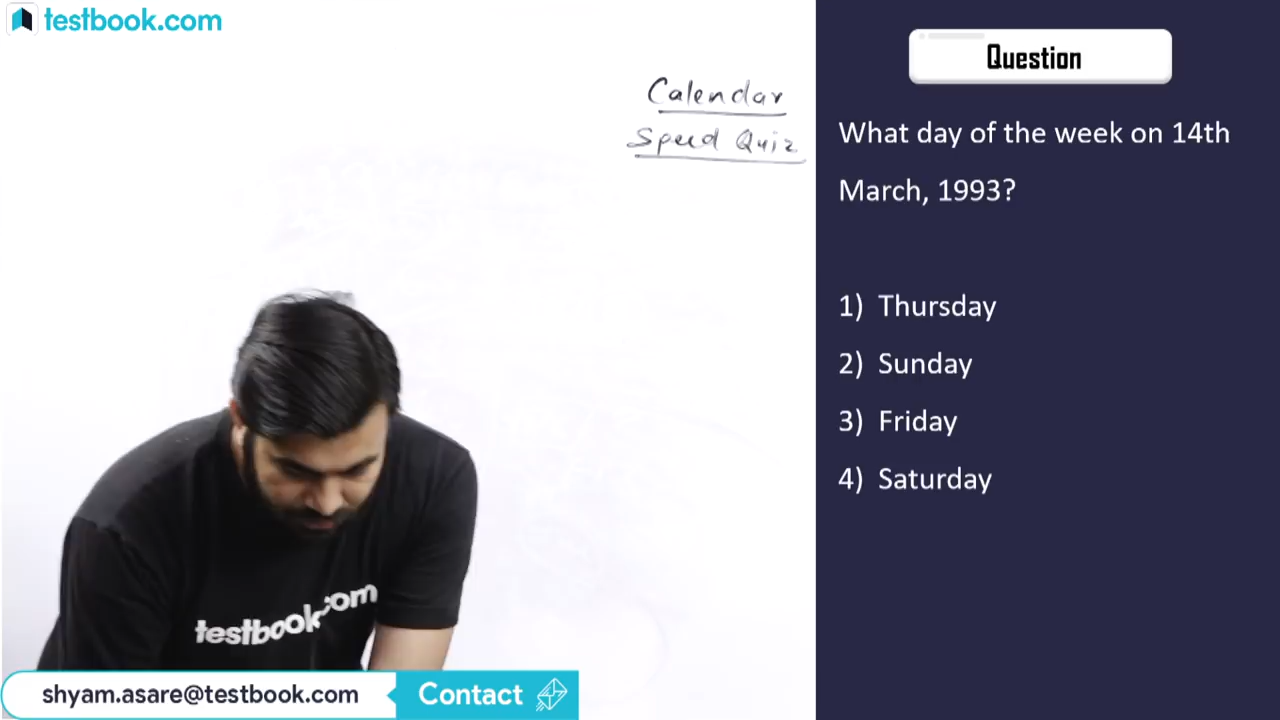 testbook.com
Calendar
Speed Quiz
Question
What day of the week on 14th
March, 1993?
1) Thursday
2) Sunday
3) Friday
4) Saturday
testbook.com
shyam.asare@testbook.com
Contact